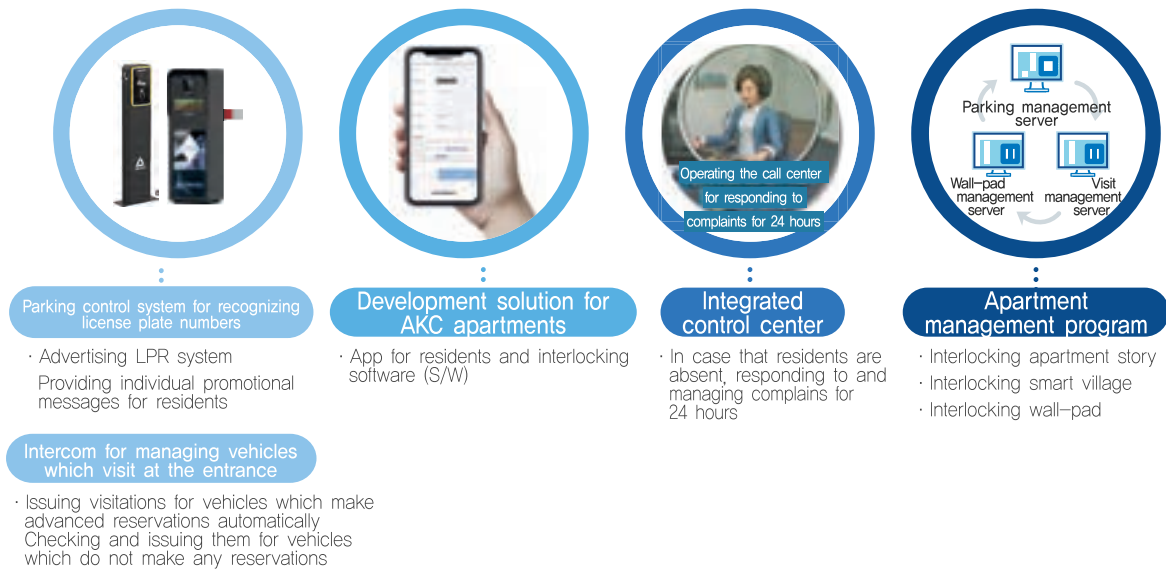 Operating the call center
for responding to
complaints for 24 hours
Parking management
server
Wall-pad
management
server
Visit
management
server
Parking control system for recognizing
license plate numbers
· Advertising LPR system
Providing individual promotional
messages for residents
Intercom for managing vehicles
which visit at the entrance
· Issuing visitations for vehicles which make
advanced reservations automatically
Checking and issuing them for vehicles
which do not make any reservations
Development solution for
AKC apartments
· App for residents and interlocking
software (S/W)
Integrated
control center
· In case that residents are
absent, responding to and
managing complains for
24 hours
Apartment
management program
· Interlocking apartment story
· Interlocking smart village
· Interlocking wall-pad